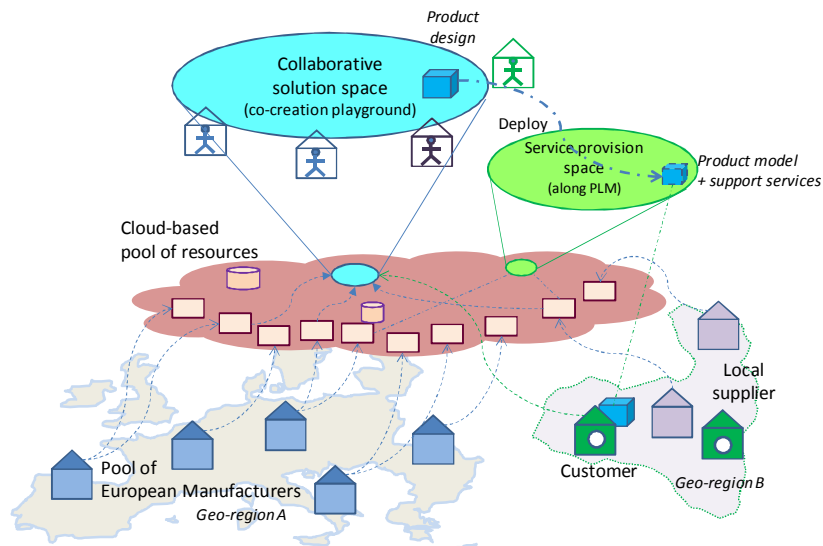 Product
design
Collaborative
solution space
(co-creation playground)
Deploy
Service provision
space
(along PLM)
Product model
+ support services
Cloud-based
pool of resources
Local
supplier
Customer
Geo-region B
Pool of
European Manufacturers
Geo-region A